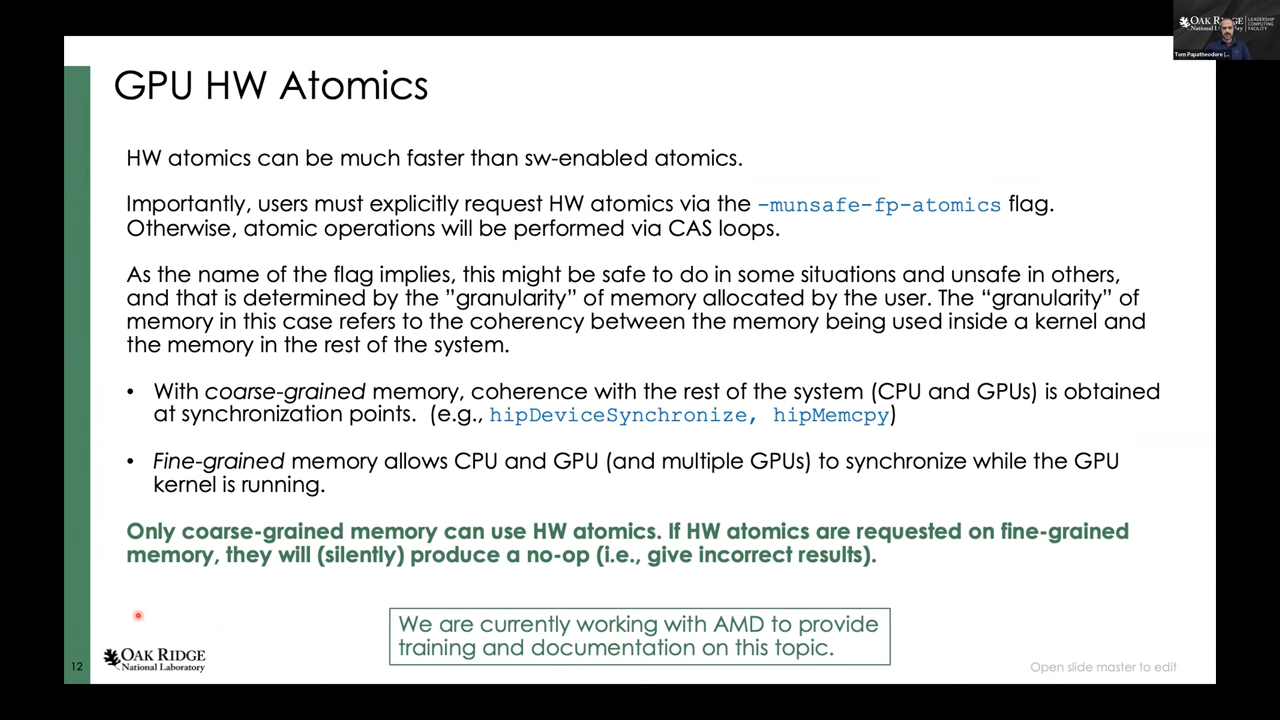 OAK RIDGE
National Laboratory
LEADERSHIP
COMPUTING
FACILITY
Tom Papatheodore (...
GPU HW Atomics
HW atomics can be much faster than sw-enabled atomics.
Importantly, users must explicitly request HW atomics via the -munsafe-fp-atomics flag.
Otherwise, atomic operations will be performed via CAS loops.
As the name of the flag implies, this might be safe to do in some situations and unsafe in others,
and that is determined by the ”granularity” of memory allocated by the user. The “granularity” of
memory in this case refers to the coherency between the memory being used inside a kernel and
the memory in the rest of the system.
• With coarse-grained memory, coherence with the rest of the system (CPU and GPUs) is obtained
at synchronization points. (e.g., hipDeviceSynchronize, hipMemcpy)
• Fine-grained memory allows CPU and GPU (and multiple GPUs) to synchronize while the GPU
kernel is running.
Only coarse-grained memory can use HW atomics. If HW atomics are requested on fine-grained
memory, they will (silently) produce a no-op (i.e., give incorrect results).
We are currently working with AMD to provide
training and documentation on this topic.
12
OAK RIDGE
National Laboratory
Open slide master to edit